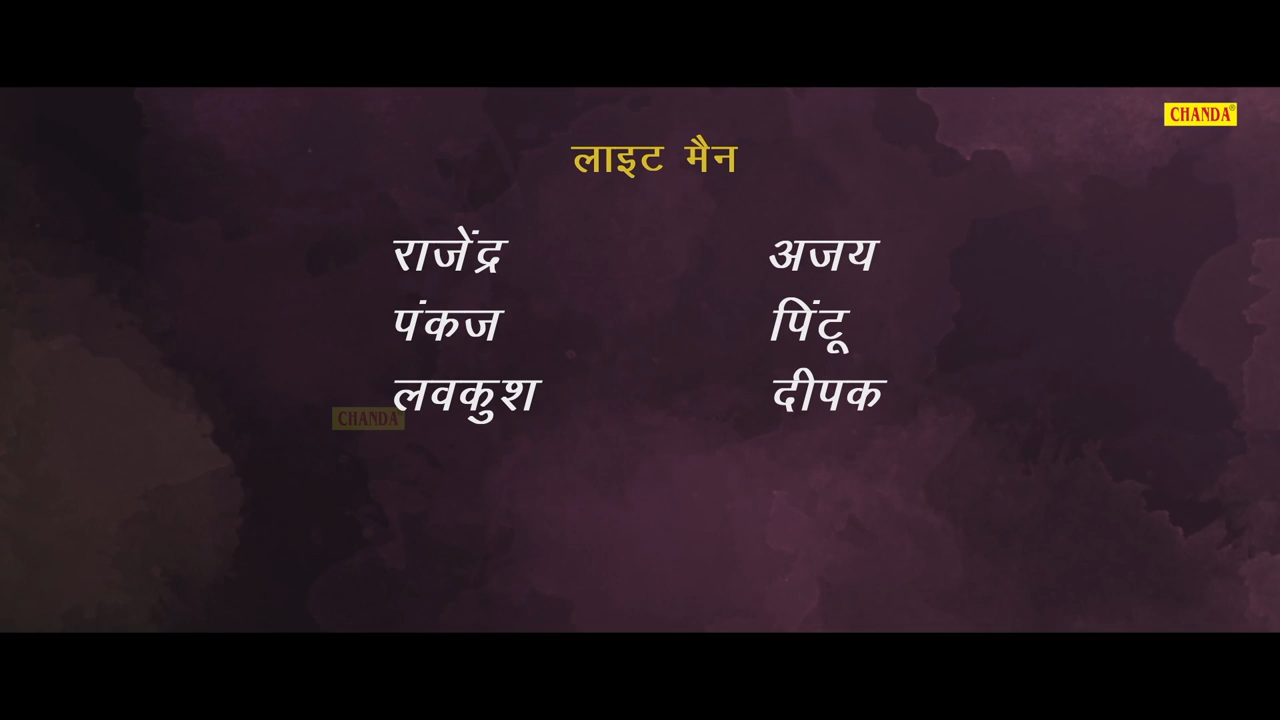 CHANDA®
लाइट मैन
राजेंद्र अजय
पंकज पिंटू
लवकुश दीपक
CHANDA